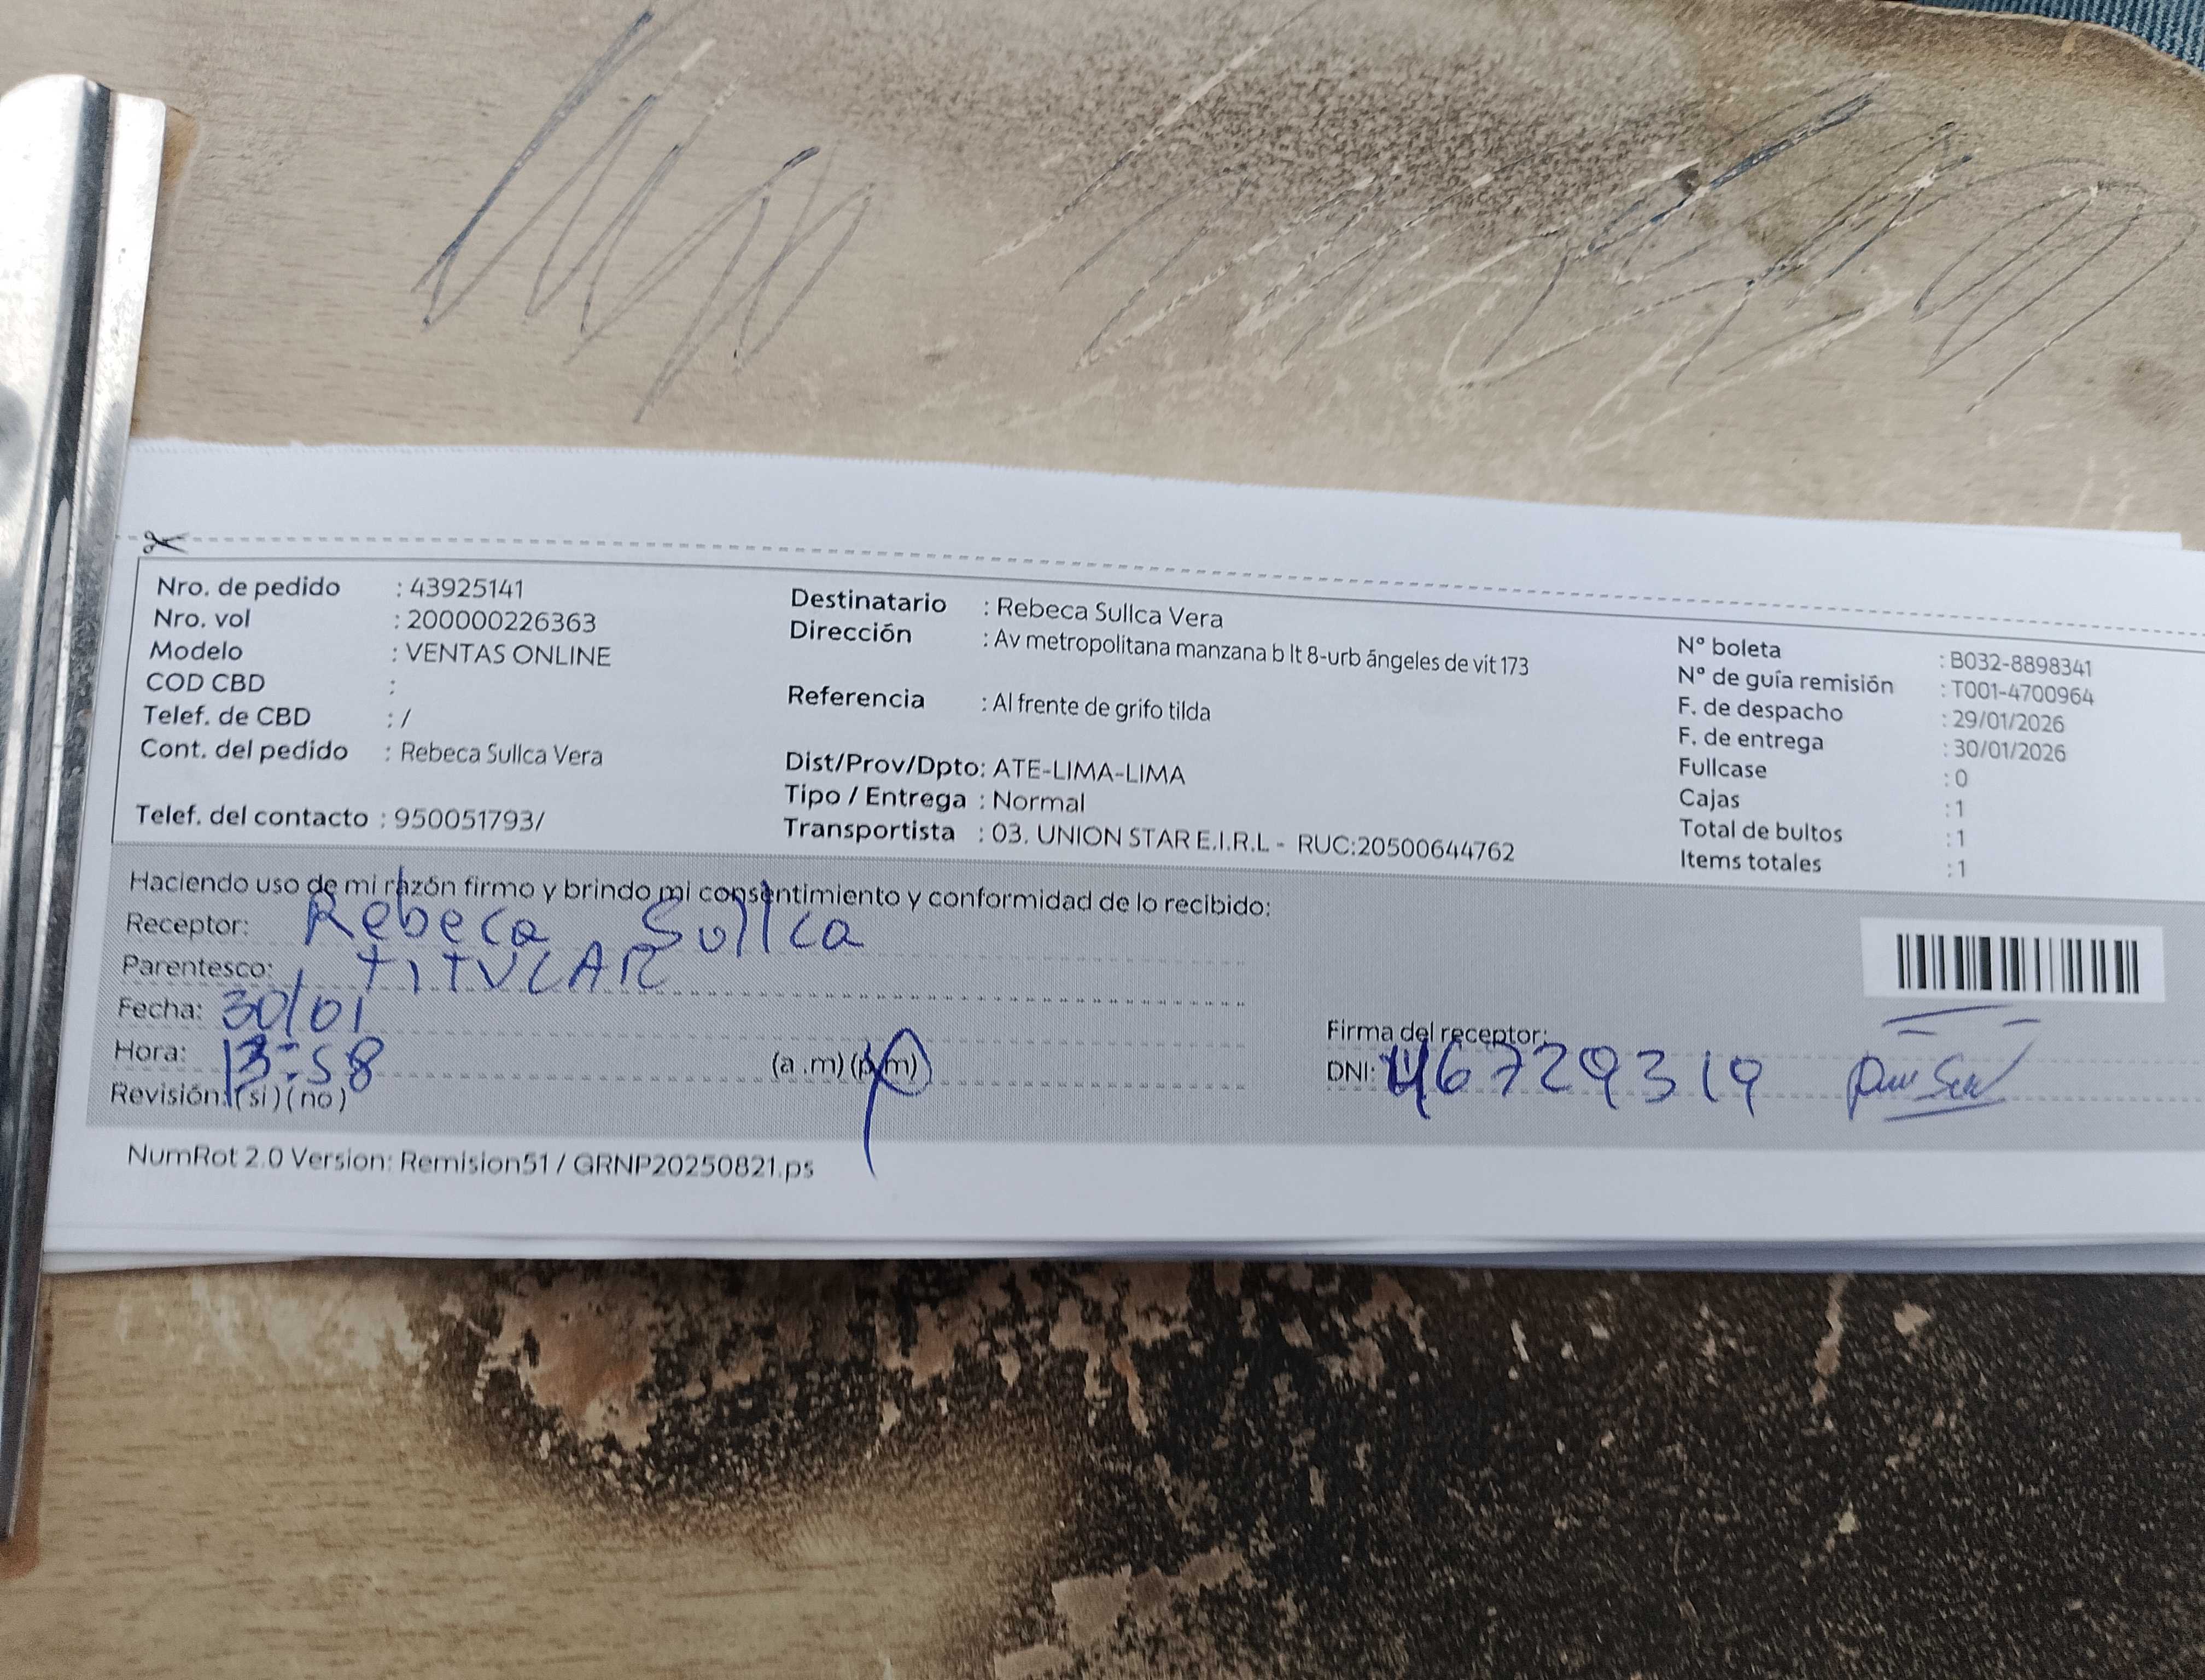 Nro. de pedido : 43925141
Nro. vol : 200000226363
Modelo : VENTAS ONLINE
COD CBD :
Telef. de CBD : /
Cont. del pedido : Rebeca Sullca Vera
Telef. del contacto : 950051793/
Destinatario : Rebeca Sullca Vera
Dirección : Av metropolitana manzana b lt 8-urb ángeles de vit 173
Referencia : Al frente de grifo tilda
Dist/Prov/Dpto: ATE-LIMA-LIMA
Tipo / Entrega : Normal
Transportista : 03. UNION STAR E.I.R.L - RUC:20500644762
N° boleta : B032-8898341
N° de guía remisión : T001-4700964
F. de despacho : 29/01/2026
F. de entrega : 30/01/2026
Fullcase : 0
Cajas : 1
Total de bultos : 1
Items totales : 1
Haciendo uso de mi razón firmo y brindo mi consentimiento y conformidad de lo recibido:
Receptor: Rebeca Sullca
Parentesco: TITULAR
Fecha: 30/01
Hora: 13:58 (a .m) (p.m)
Revisión: (si) (no)
Firma del receptor:
DNI: 46729319
NumRot 2.0 Version: Remision51 / GRNP20250821.ps